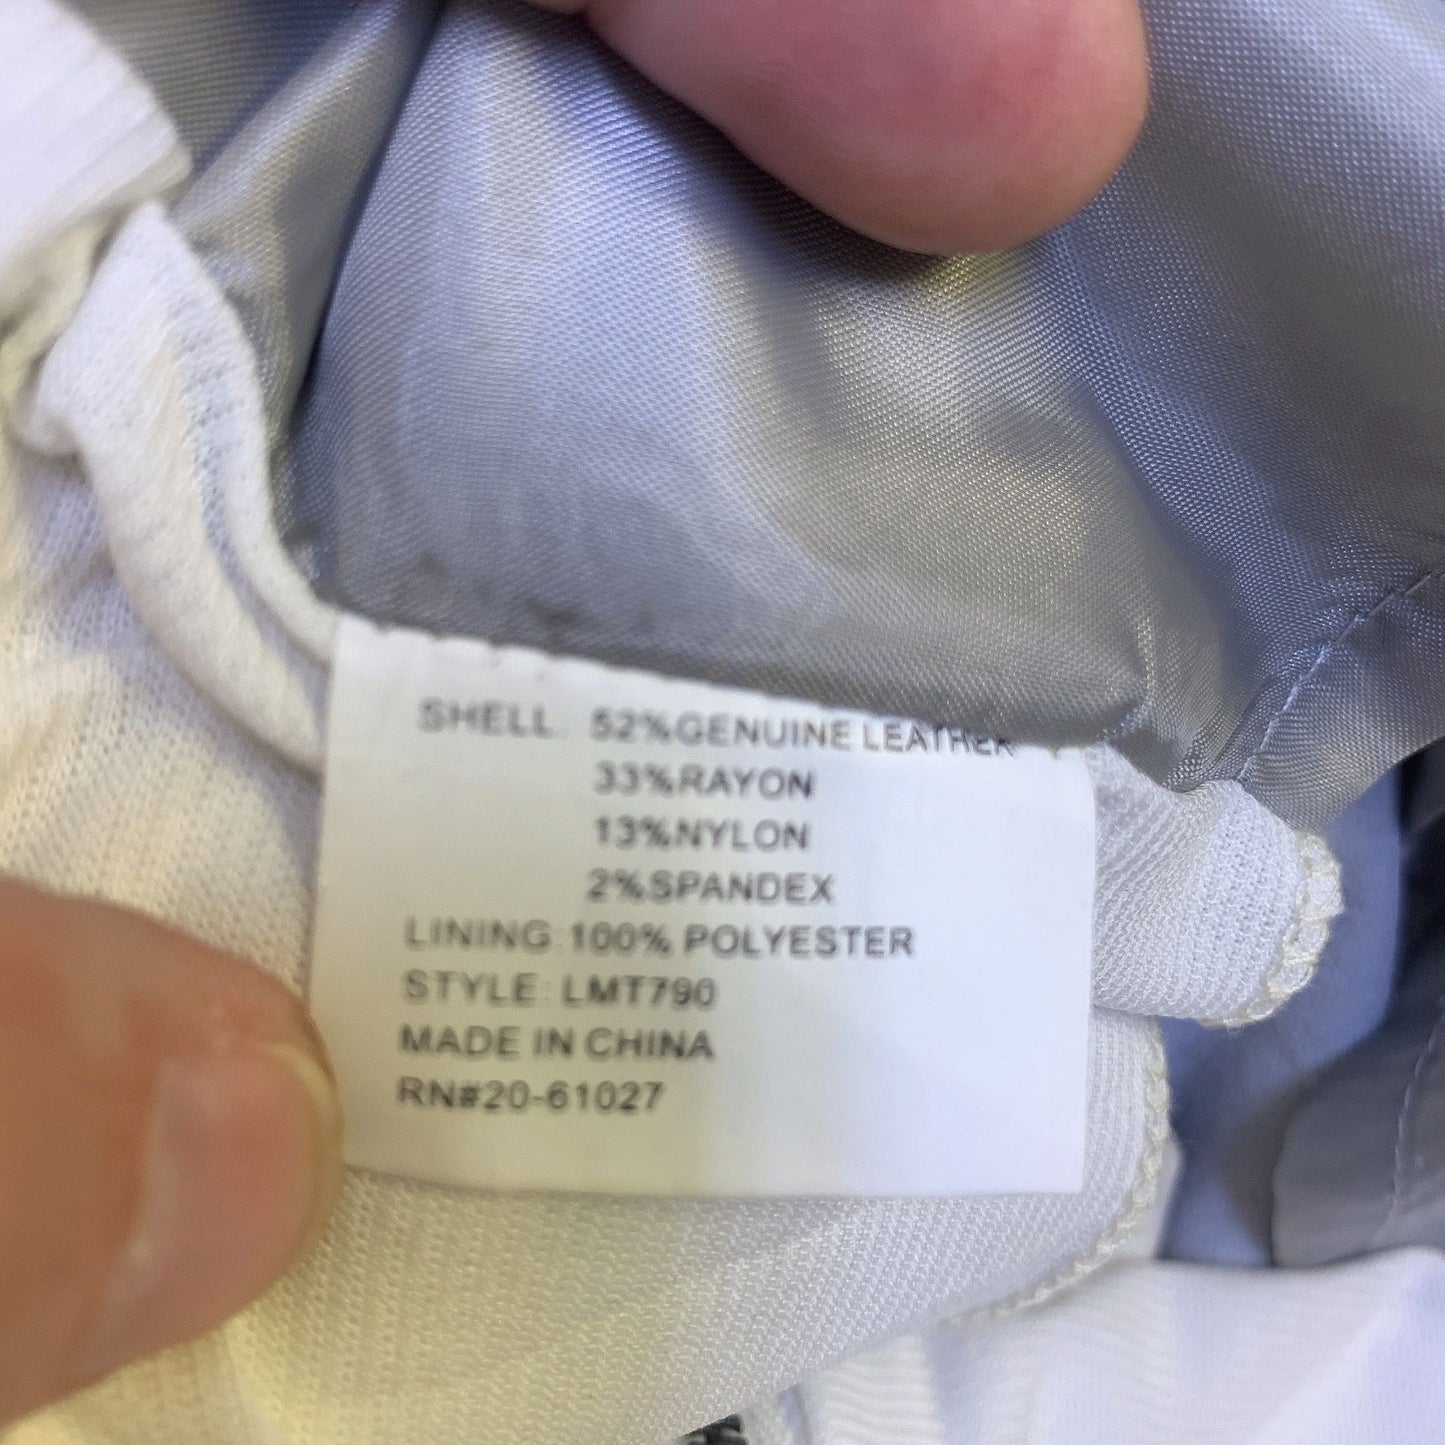 SHELL: 52%GENUINE LEATHER
33%RAYON
13%NYLON
2%SPANDEX
LINING:100% POLYESTER
STYLE: LMT790
MADE IN CHINA
RN#20-61027